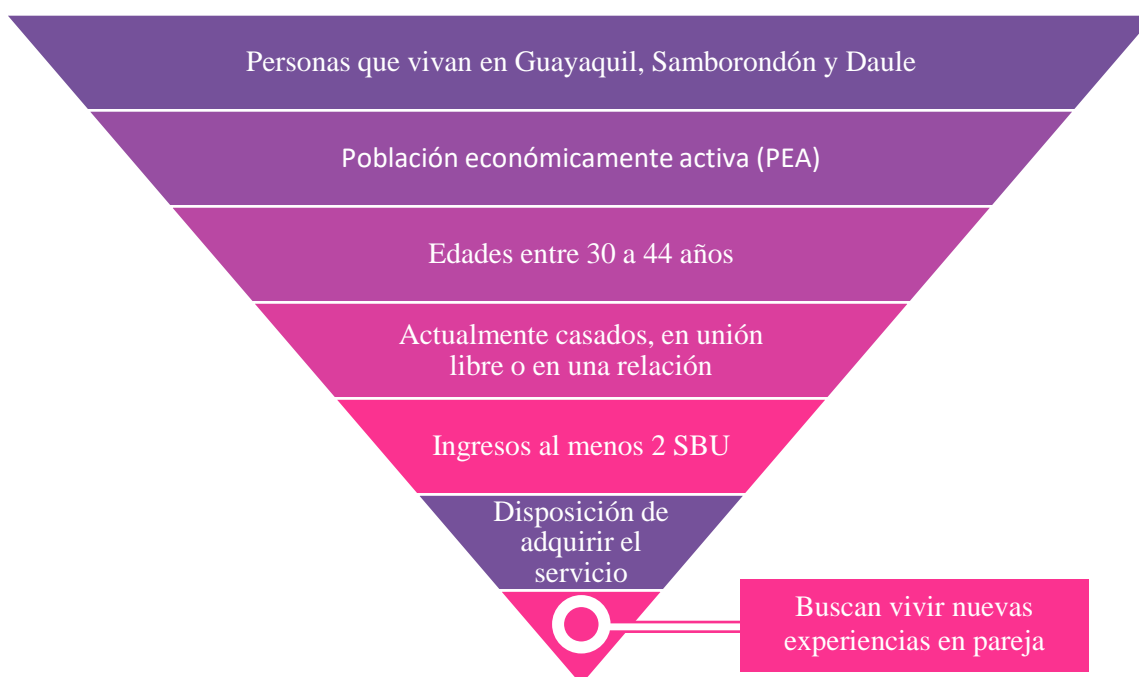 Personas que vivan en Guayaquil, Samborondón y Daule
Población económicamente activa (PEA)
Edades entre 30 a 44 años
Actualmente casados, en unión
libre o en una relación
Ingresos al menos 2 SBU
Disposición de
adquirir el
servicio
Buscan vivir nuevas
experiencias en pareja